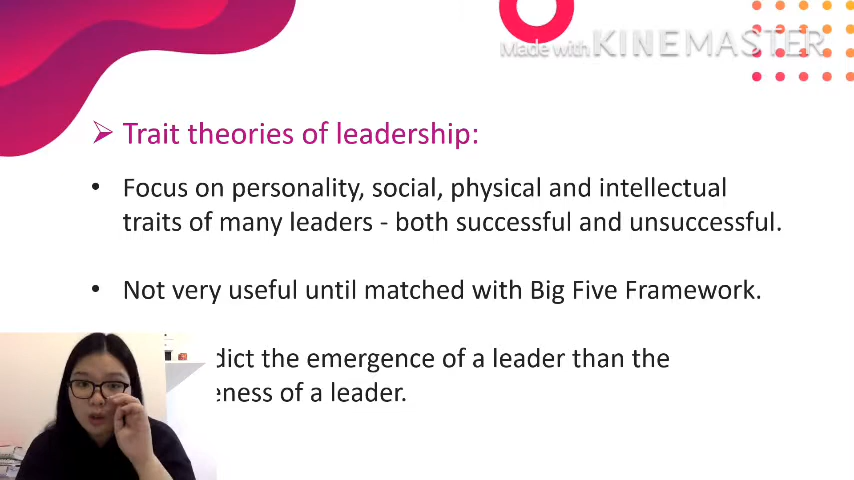 Made with KINEMASTER
➢ Trait theories of leadership:
• Focus on personality, social, physical and intellectual
traits of many leaders - both successful and unsuccessful.
• Not very useful until matched with Big Five Framework.
the emergence of a leader than the
of a leader.